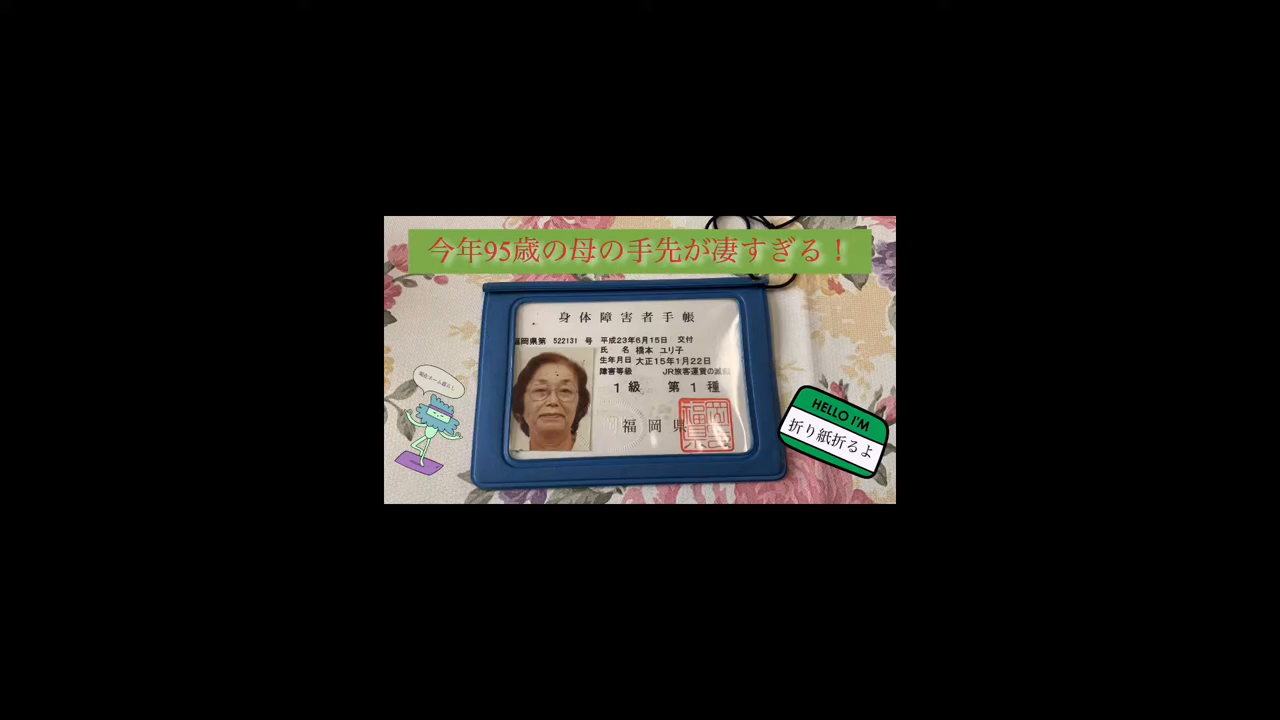 今年95歳の母の手先が凄すぎる！
身体障害者手帳
福岡県第 522131 号 平成23年6月15日 交付
氏 名 橋本 ユリ子
生年月日 大正15年1月22日
障害等級 JR旅客運賃の減額
1級 第1種
福岡県
HELLO I'M
折り紙折るよ